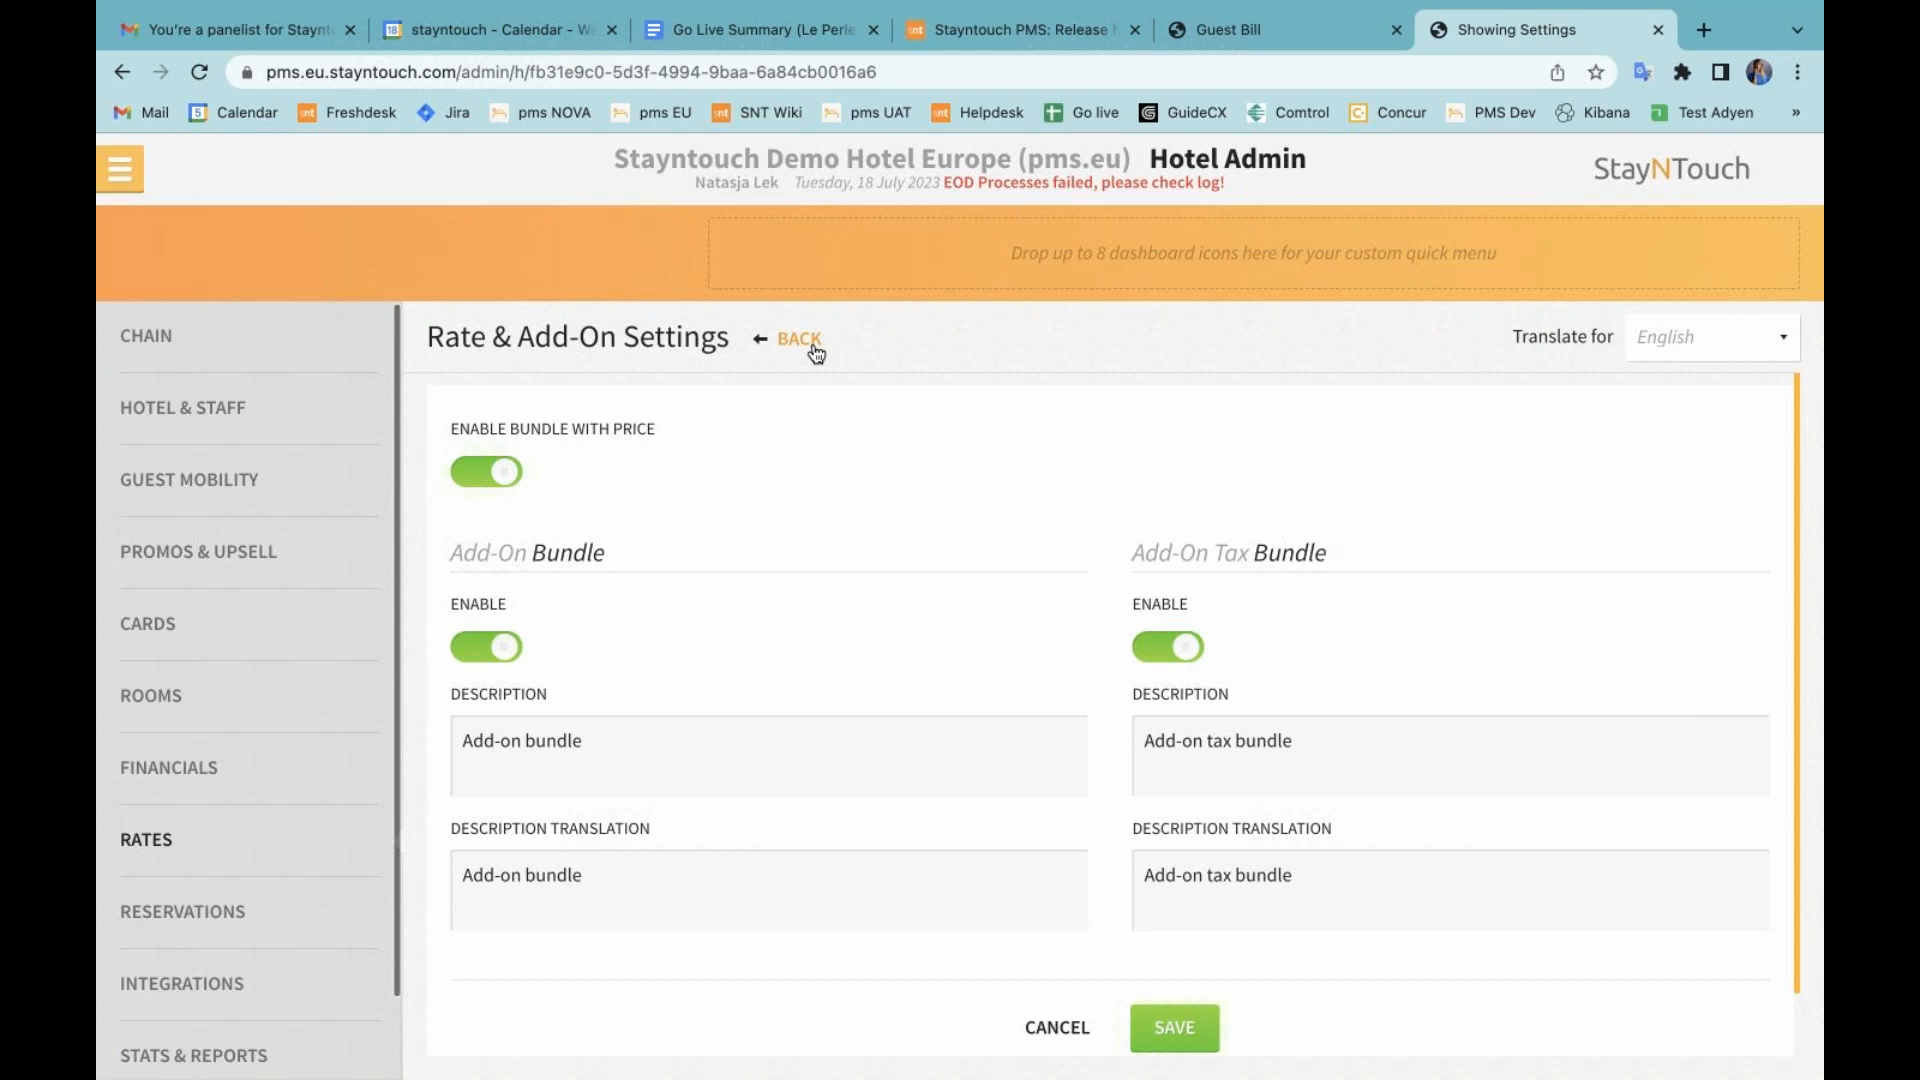 You're a panelist for Staynt
stayntouch - Calendar - We
Go Live Summary (Le Perle
Stayntouch PMS: Release
Guest Bill
Showing Settings
pms.eu.stayntouch.com/admin/h/fb31e9c0-5d3f-4994-9baa-6a84cb0016a6
Mail
Calendar
Freshdesk
Jira
pms NOVA
pms EU
SNT Wiki
pms UAT
Helpdesk
Go live
GuideCX
Comtrol
Concur
PMS Dev
Kibana
Test Adyen
»
Stayntouch Demo Hotel Europe (pms.eu) Hotel Admin
Natasja Lek Tuesday, 18 July 2023 EOD Processes failed, please check log!
StayNTouch
Drop up to 8 dashboard icons here for your custom quick menu
CHAIN
HOTEL & STAFF
GUEST MOBILITY
PROMOS & UPSELL
CARDS
ROOMS
FINANCIALS
RATES
RESERVATIONS
INTEGRATIONS
STATS & REPORTS
Rate & Add-On Settings
BACK
Translate for
English
ENABLE BUNDLE WITH PRICE
Add-On Bundle
ENABLE
DESCRIPTION
Add-on bundle
DESCRIPTION TRANSLATION
Add-on bundle
Add-On Tax Bundle
ENABLE
DESCRIPTION
Add-on tax bundle
DESCRIPTION TRANSLATION
Add-on tax bundle
CANCEL
SAVE